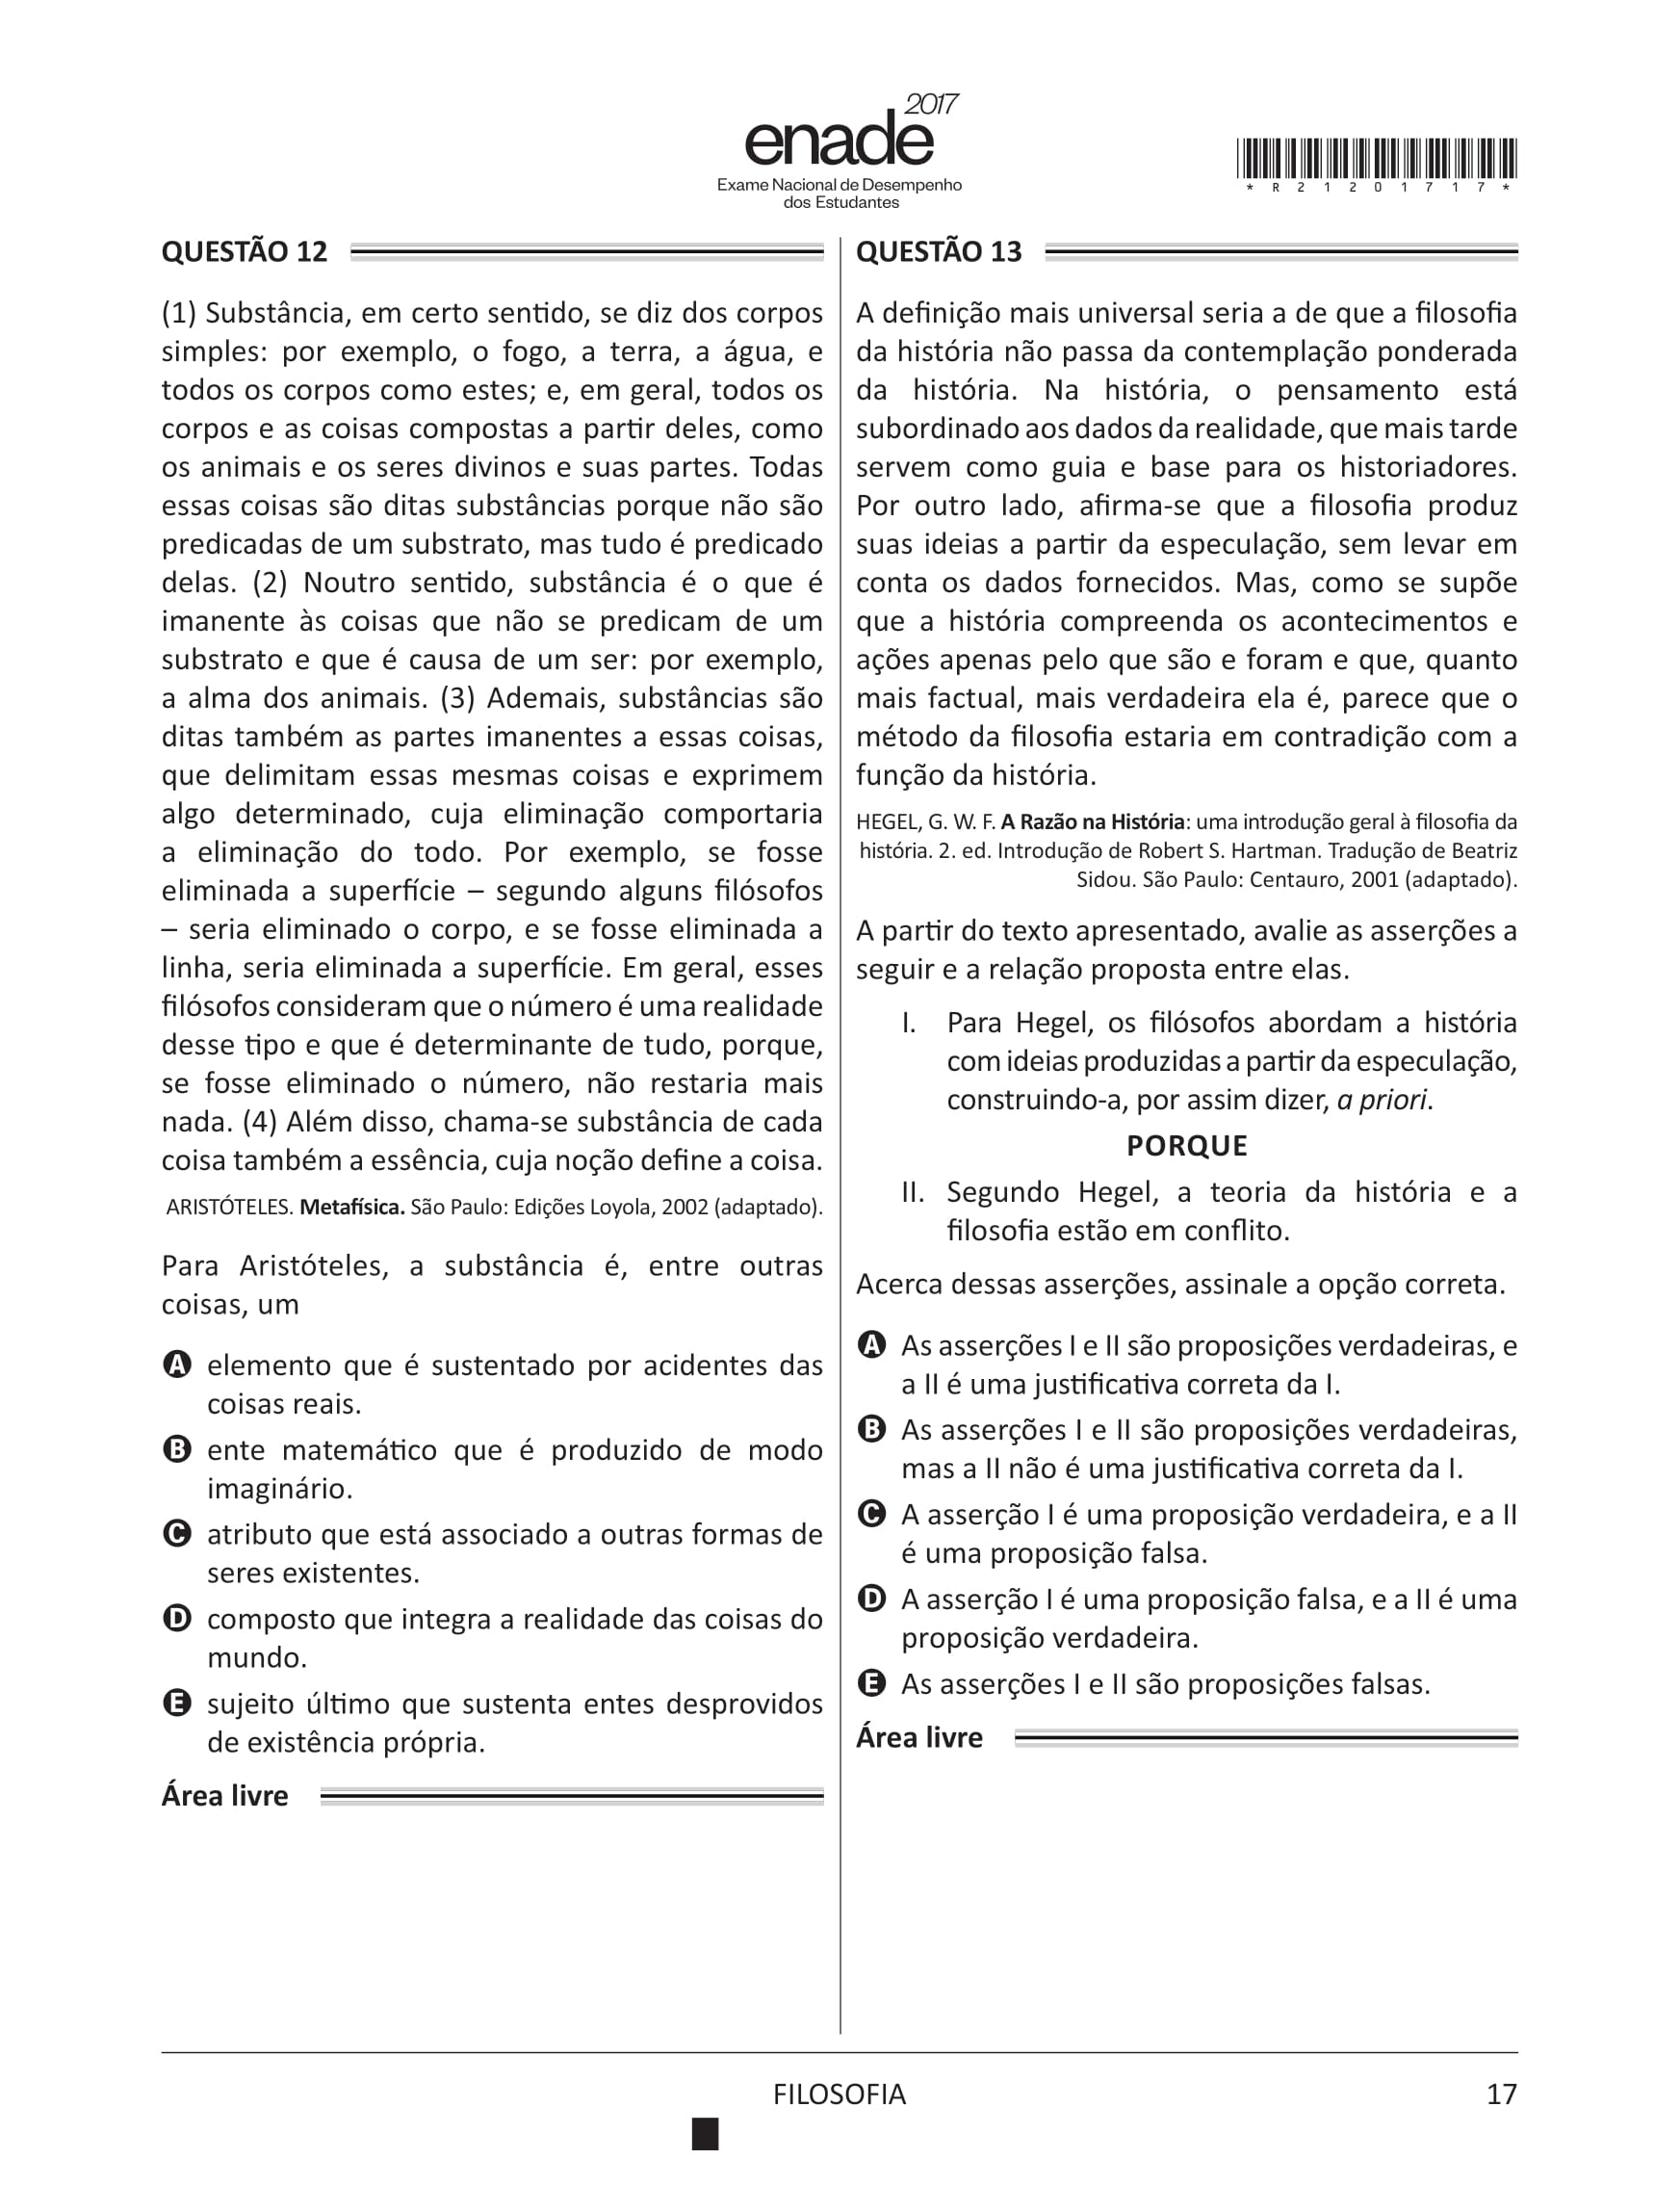 2017
enade
Exame Nacional de Desempenho
dos Estudantes
*R21201717*
QUESTÃO 12
(1) Substância, em certo sentido, se diz dos corpos
simples: por exemplo, o fogo, a terra, a água, e
todos os corpos como estes; e, em geral, todos os
corpos e as coisas compostas a partir deles, como
os animais e os seres divinos e suas partes. Todas
essas coisas são ditas substâncias porque não são
predicadas de um substrato, mas tudo é predicado
delas. (2) Noutro sentido, substância é o que é
imanente às coisas que não se predicam de um
substrato e que é causa de um ser: por exemplo,
a alma dos animais. (3) Ademais, substâncias são
ditas também as partes imanentes a essas coisas,
que delimitam essas mesmas coisas e exprimem
algo determinado, cuja eliminação comportaria
a eliminação do todo. Por exemplo, se fosse
eliminada a superfície – segundo alguns filósofos
– seria eliminado o corpo, e se fosse eliminada a
linha, seria eliminada a superfície. Em geral, esses
filósofos consideram que o número é uma realidade
desse tipo e que é determinante de tudo, porque,
se fosse eliminado o número, não restaria mais
nada. (4) Além disso, chama-se substância de cada
coisa também a essência, cuja noção define a coisa.
ARISTÓTELES. Metafísica. São Paulo: Edições Loyola, 2002 (adaptado).
Para Aristóteles, a substância é, entre outras
coisas, um
A elemento que é sustentado por acidentes das
coisas reais.
B ente matemático que é produzido de modo
imaginário.
C atributo que está associado a outras formas de
seres existentes.
D composto que integra a realidade das coisas do
mundo.
E sujeito último que sustenta entes desprovidos
de existência própria.
Área livre
QUESTÃO 13
A definição mais universal seria a de que a filosofia
da história não passa da contemplação ponderada
da história. Na história, o pensamento está
subordinado aos dados da realidade, que mais tarde
servem como guia e base para os historiadores.
Por outro lado, afirma-se que a filosofia produz
suas ideias a partir da especulação, sem levar em
conta os dados fornecidos. Mas, como se supõe
que a história compreenda os acontecimentos e
ações apenas pelo que são e foram e que, quanto
mais factual, mais verdadeira ela é, parece que o
método da filosofia estaria em contradição com a
função da história.
HEGEL, G. W. F. A Razão na História: uma introdução geral à filosofia da
história. 2. ed. Introdução de Robert S. Hartman. Tradução de Beatriz
Sidou. São Paulo: Centauro, 2001 (adaptado).
A partir do texto apresentado, avalie as asserções a
seguir e a relação proposta entre elas.
I. Para Hegel, os filósofos abordam a história
com ideias produzidas a partir da especulação,
construindo-a, por assim dizer, a priori.
PORQUE
II. Segundo Hegel, a teoria da história e a
filosofia estão em conflito.
Acerca dessas asserções, assinale a opção correta.
A As asserções I e II são proposições verdadeiras, e
a II é uma justificativa correta da I.
B As asserções I e II são proposições verdadeiras,
mas a II não é uma justificativa correta da I.
C A asserção I é uma proposição verdadeira, e a II
é uma proposição falsa.
D A asserção I é uma proposição falsa, e a II é uma
proposição verdadeira.
E As asserções I e II são proposições falsas.
Área livre
FILOSOFIA
17